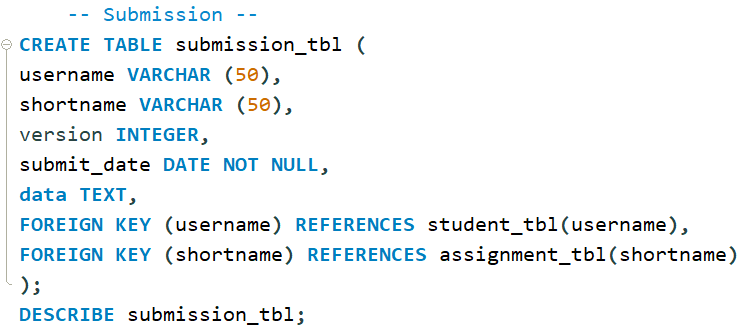 -- Submission --
CREATE TABLE submission_tbl (
username VARCHAR (50),
shortname VARCHAR (50),
version INTEGER,
submit_date DATE NOT NULL,
data TEXT,
FOREIGN KEY (username) REFERENCES student_tbl(username),
FOREIGN KEY (shortname) REFERENCES assignment_tbl(shortname)
);
DESCRIBE submission_tbl;